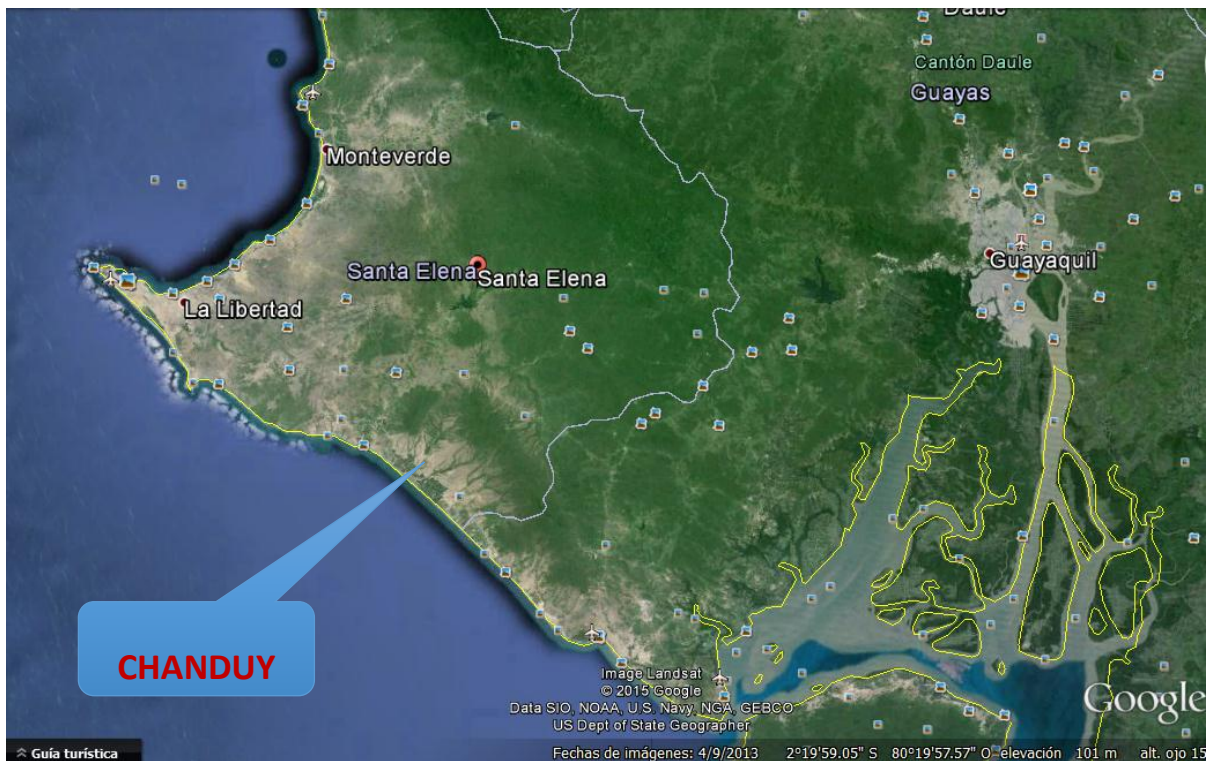 Daule
Cantón Daule
Guayas
Monteverde
Santa Elena
Santa Elena
Guayaquil
La Libertad
CHANDUY
Image Landsat
© 2015 Google
Data SIO, NOAA, U.S. Navy, NGA, GEBCO
US Dept of State Geographer
Google
Guía turística
Fechas de imágenes: 4/9/2013 2°19'59.05" S 80°19'57.57" O elevación 101 m alt. ojo 15